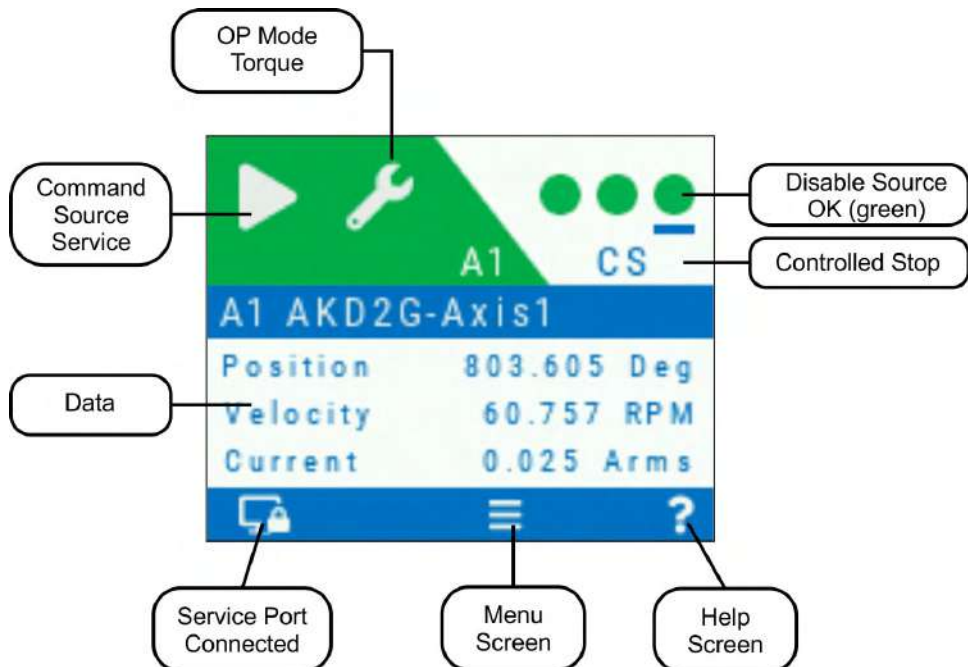 OP Mode
Torque
Command
Source
Service
Disable Source
OK (green)
A1
CS
Controlled Stop
A1 AKD2G-Axis1
Position 803.605 Deg
Data
Velocity 60.757 RPM
Current 0.025 Arms
?
Service Port
Connected
Menu
Screen
Help
Screen